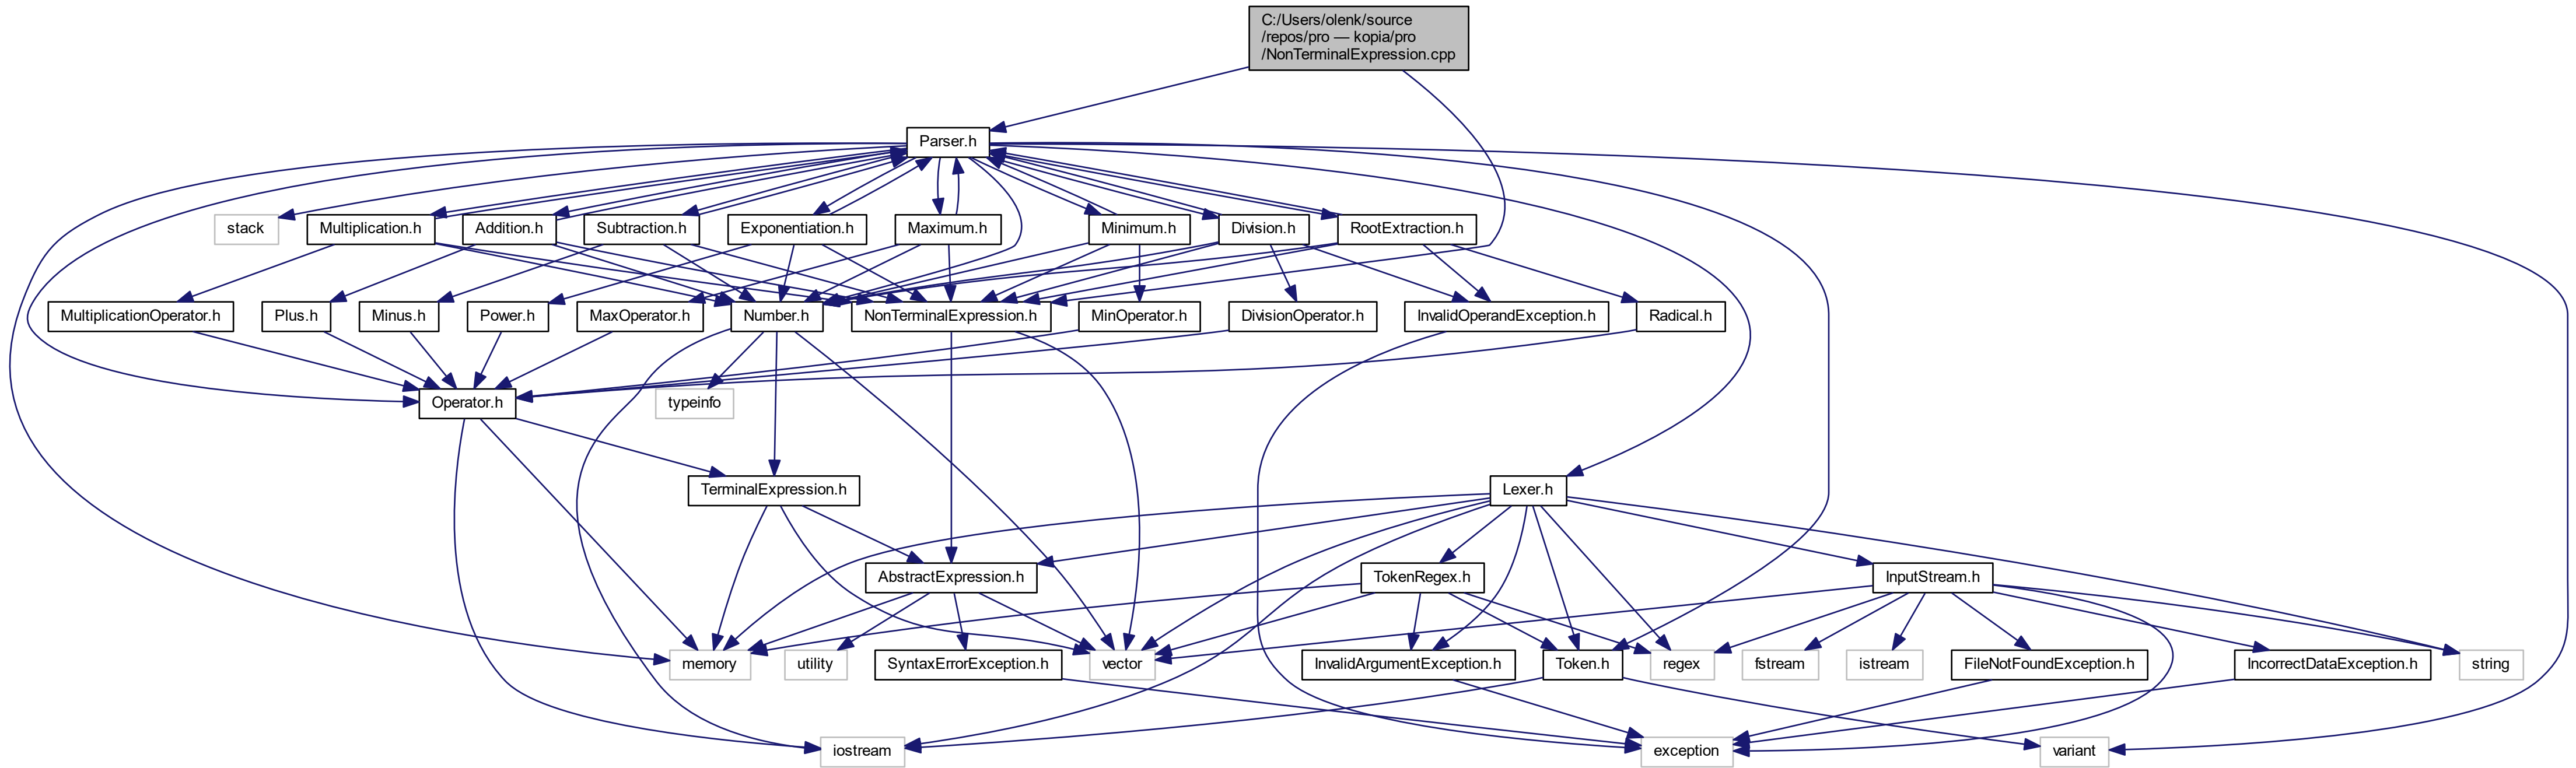 C:/Users/olenk/source
/repos/pro — kopia/pro
/NonTerminalExpression.cpp
Parser.h
stack
Multiplication.h
Addition.h
Subtraction.h
Exponentiation.h
Maximum.h
Minimum.h
Division.h
RootExtraction.h
MultiplicationOperator.h
Plus.h
Minus.h
Power.h
MaxOperator.h
Number.h
NonTerminalExpression.h
MinOperator.h
DivisionOperator.h
InvalidOperandException.h
Radical.h
Operator.h
typeinfo
TerminalExpression.h
Lexer.h
AbstractExpression.h
TokenRegex.h
InputStream.h
memory
utility
SyntaxErrorException.h
vector
InvalidArgumentException.h
Token.h
regex
fstream
istream
FileNotFoundException.h
IncorrectDataException.h
string
iostream
exception
variant